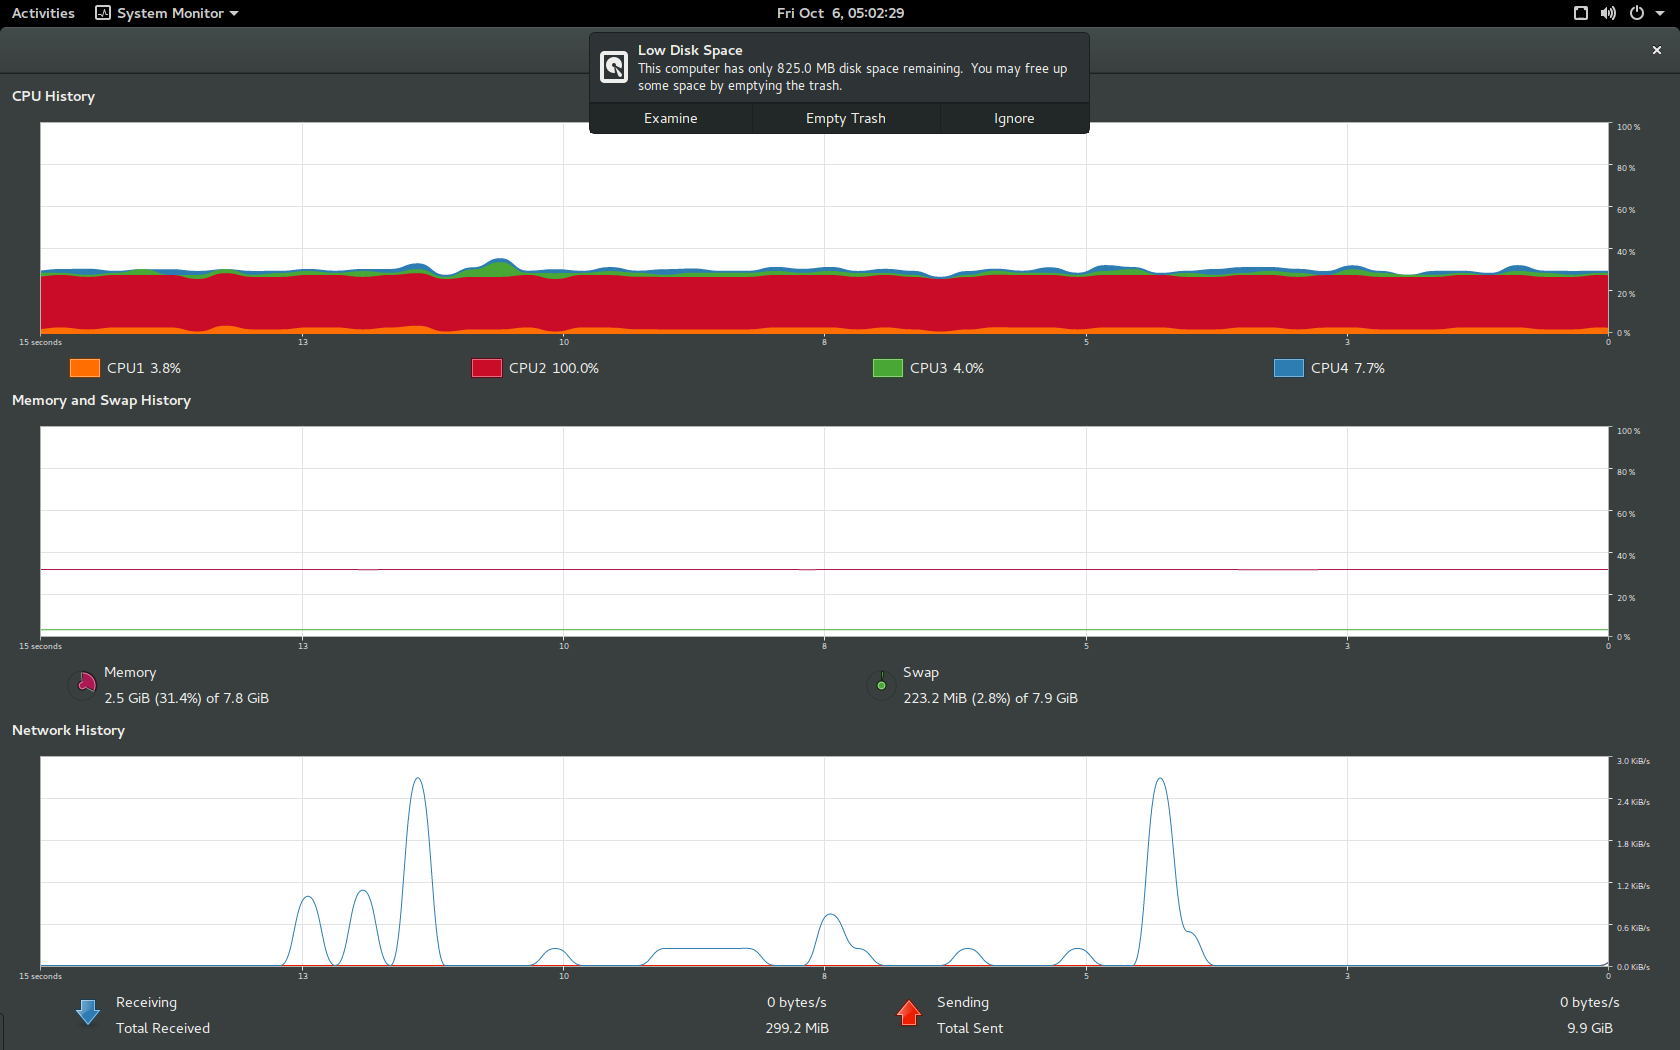 Activities
System Monitor
Fri Oct 6, 05:02:29
Low Disk Space
This computer has only 825.0 MB disk space remaining. You may free up
some space by emptying the trash.
Examine Empty Trash Ignore
CPU History
100 %
80 %
60 %
40 %
20 %
0 %
15 seconds 13 10 8 5 3 0
CPU1 3.8% CPU2 100.0% CPU3 4.0% CPU4 7.7%
Memory and Swap History
100 %
80 %
60 %
40 %
20 %
0 %
15 seconds 13 10 8 5 3 0
Memory
2.5 GiB (31.4%) of 7.8 GiB
Swap
223.2 MiB (2.8%) of 7.9 GiB
Network History
3.0 KiB/s
2.4 KiB/s
1.8 KiB/s
1.2 KiB/s
0.6 KiB/s
0.0 KiB/s
15 seconds 13 10 8 5 3 0
Receiving 0 bytes/s
Total Received 299.2 MiB
Sending 0 bytes/s
Total Sent 9.9 GiB